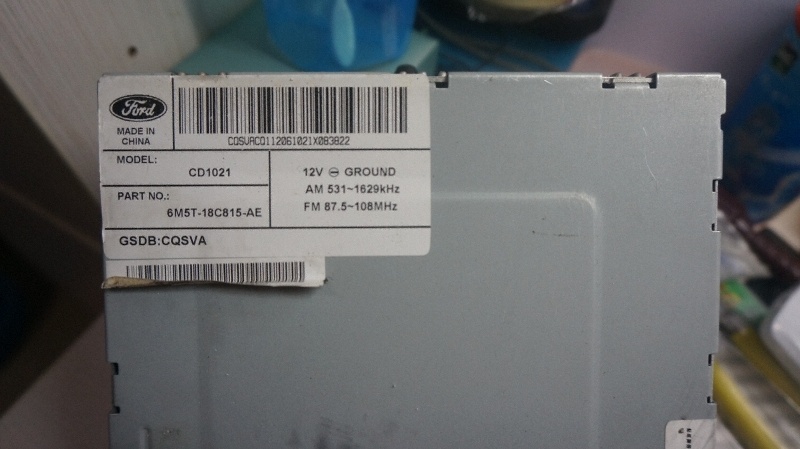 Ford
MADE IN
CHINA
CQSVACQ112061021X083822
MODEL:
CD1021
PART NO.:
6M5T-18C815-AE
12V ⊖ GROUND
AM 531~1629kHz
FM 87.5~108MHz
GSDB:CQSVA